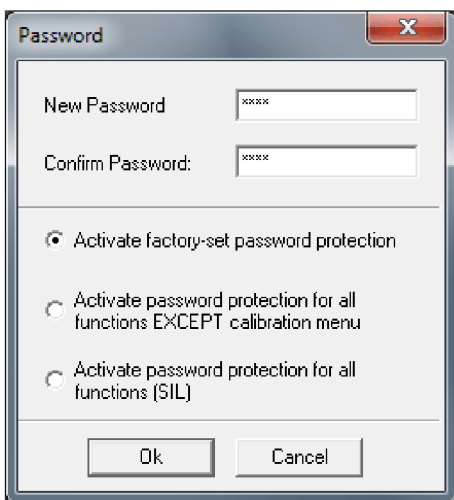 Password
X
New Password
****
Confirm Password:
****
Activate factory-set password protection
Activate password protection for all
functions EXCEPT calibration menu
Activate password protection for all
functions (SIL)
Ok
Cancel